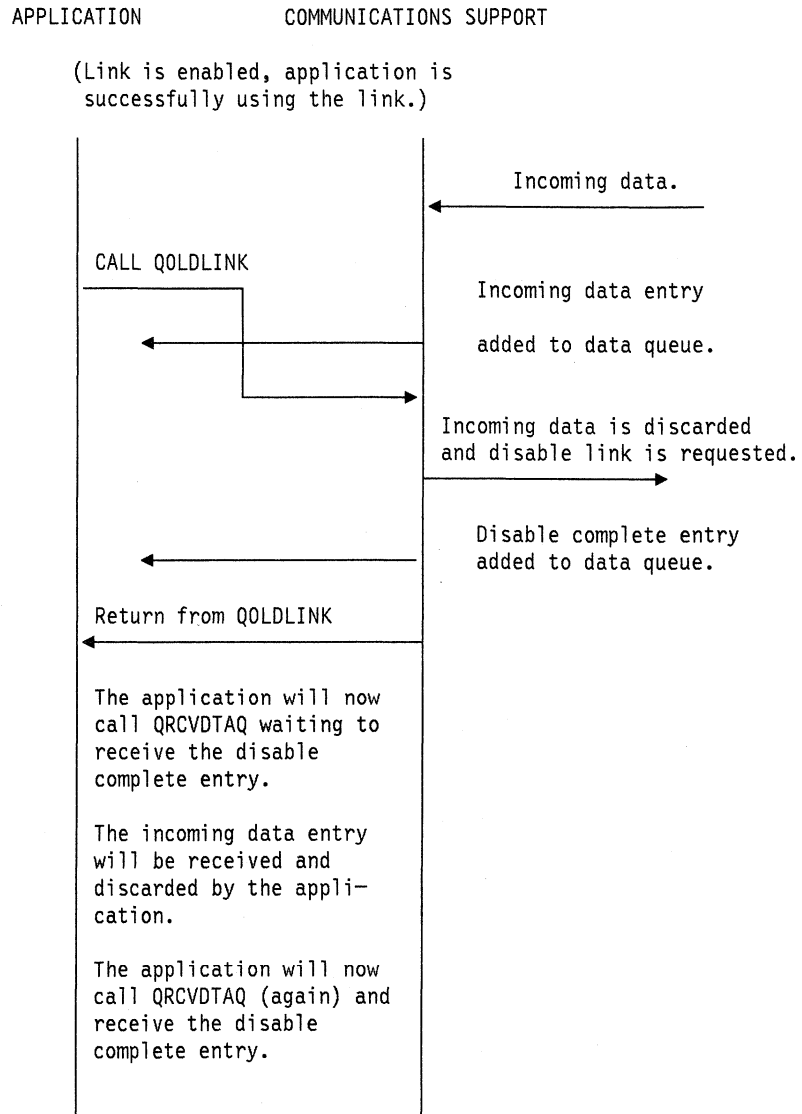 APPLICATION COMMUNICATIONS SUPPORT
(Link is enabled, application is
successfully using the link.)
Incoming data.
CALL QOLDLINK
Incoming data entry
added to data queue.
Incoming data is discarded
and disable link is requested.
Disable complete entry
added to data queue.
Return from QOLDLINK
The application will now
call QRCVDTAQ waiting to
receive the disable
complete entry.
The incoming data entry
will be received and
discarded by the appli–
cation.
The application will now
call QRCVDTAQ (again) and
receive the disable
complete entry.